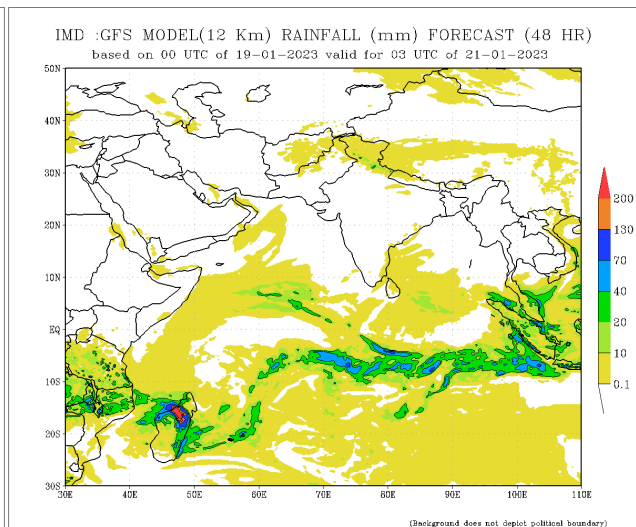 IMD :GFS MODEL(12 Km) RAINFALL (mm) FORECAST (48 HR)
based on 00 UTC of 19-01-2023 valid for 03 UTC of 21-01-2023
50N
40N
30N
20N
10N
EQ
10S
20S
30S
30E 40E 50E 60E 70E 80E 90E 100E 110E
200
130
70
40
20
10
0.1
(Background does not depict political boundary)